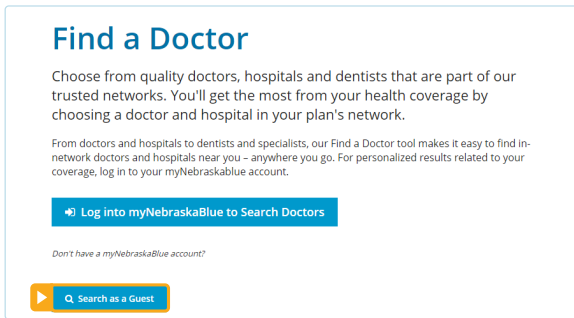 Find a Doctor
Choose from quality doctors, hospitals and dentists that are part of our
trusted networks. You'll get the most from your health coverage by
choosing a doctor and hospital in your plan's network.
From doctors and hospitals to dentists and specialists, our Find a Doctor tool makes it easy to find in-
network doctors and hospitals near you – anywhere you go. For personalized results related to your
coverage, log in to your myNebraskablue account.
Log into myNebraskaBlue to Search Doctors
Don't have a myNebraskaBlue account?
Search as a Guest